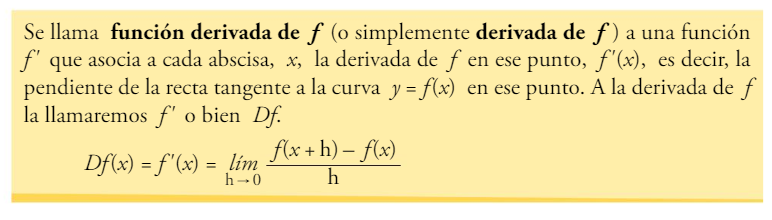 Se llama función derivada de f (o simplemente derivada de f) a una función
f' que asocia a cada abscisa, x, la derivada de f en ese punto, f'(x), es decir, la
pendiente de la recta tangente a la curva y = f(x) en ese punto. A la derivada de f
la llamaremos f' o bien Df.
Df(x) = f'(x) = lím h→0 f(x + h) – f(x) / h